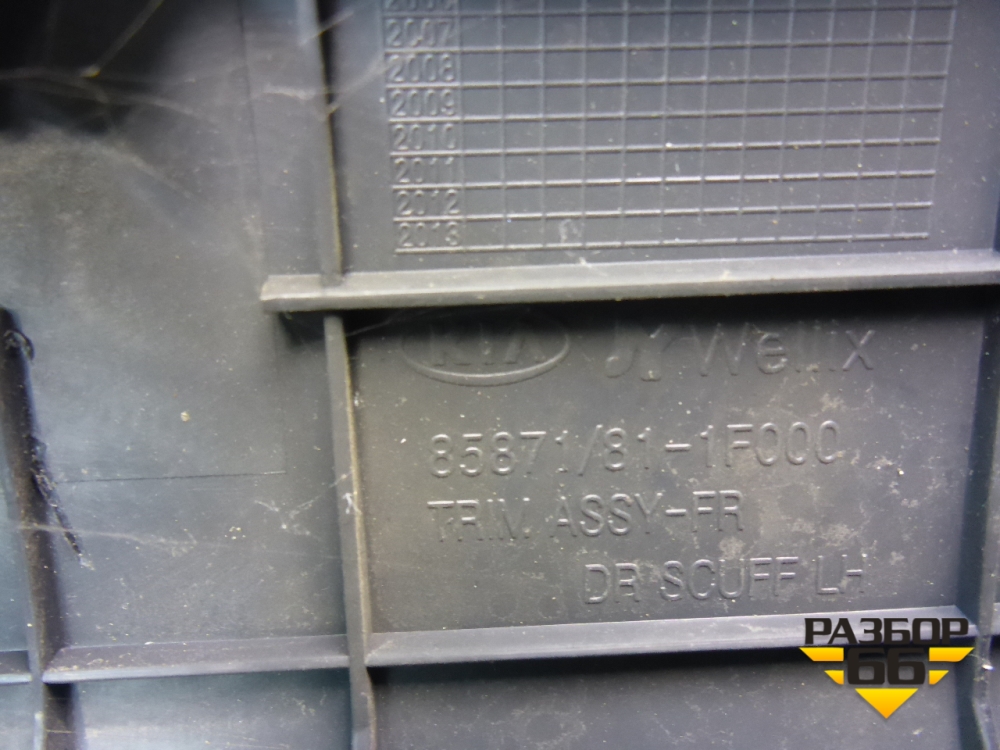 2007
2008
2009
2010
2011
2012
2013
KIA Wellix
85871/81-1F000
TRIM ASSY-FR
DR SCUFF LH
РАЗБОР
66